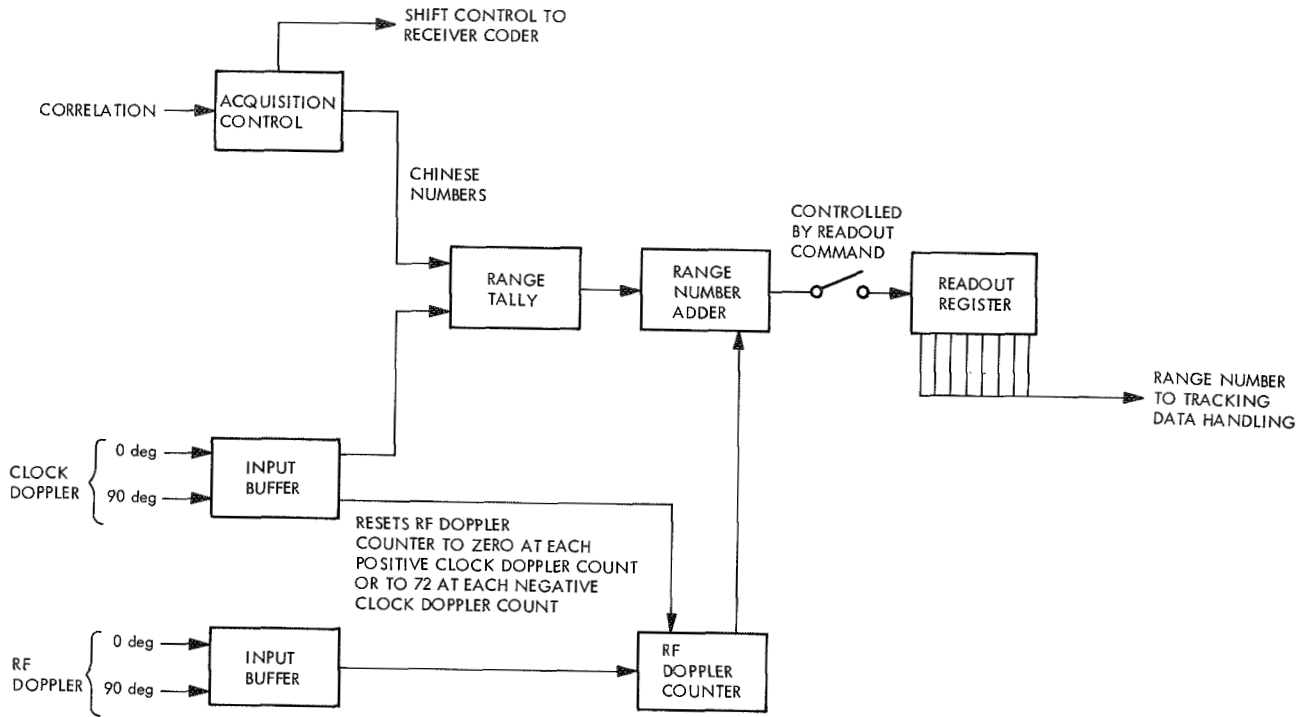 SHIFT CONTROL TO
RECEIVER CODER
CORRELATION
ACQUISITION
CONTROL
CHINESE
NUMBERS
CONTROLLED
BY READOUT
COMMAND
RANGE
TALLY
RANGE
NUMBER
ADDER
READOUT
REGISTER
RANGE NUMBER
TO TRACKING
DATA HANDLING
CLOCK
DOPPLER
0 deg
90 deg
INPUT
BUFFER
RESETS RF DOPPLER
COUNTER TO ZERO AT EACH
POSITIVE CLOCK DOPPLER COUNT
OR TO 72 AT EACH NEGATIVE
CLOCK DOPPLER COUNT
RF
DOPPLER
0 deg
90 deg
INPUT
BUFFER
RF
DOPPLER
COUNTER